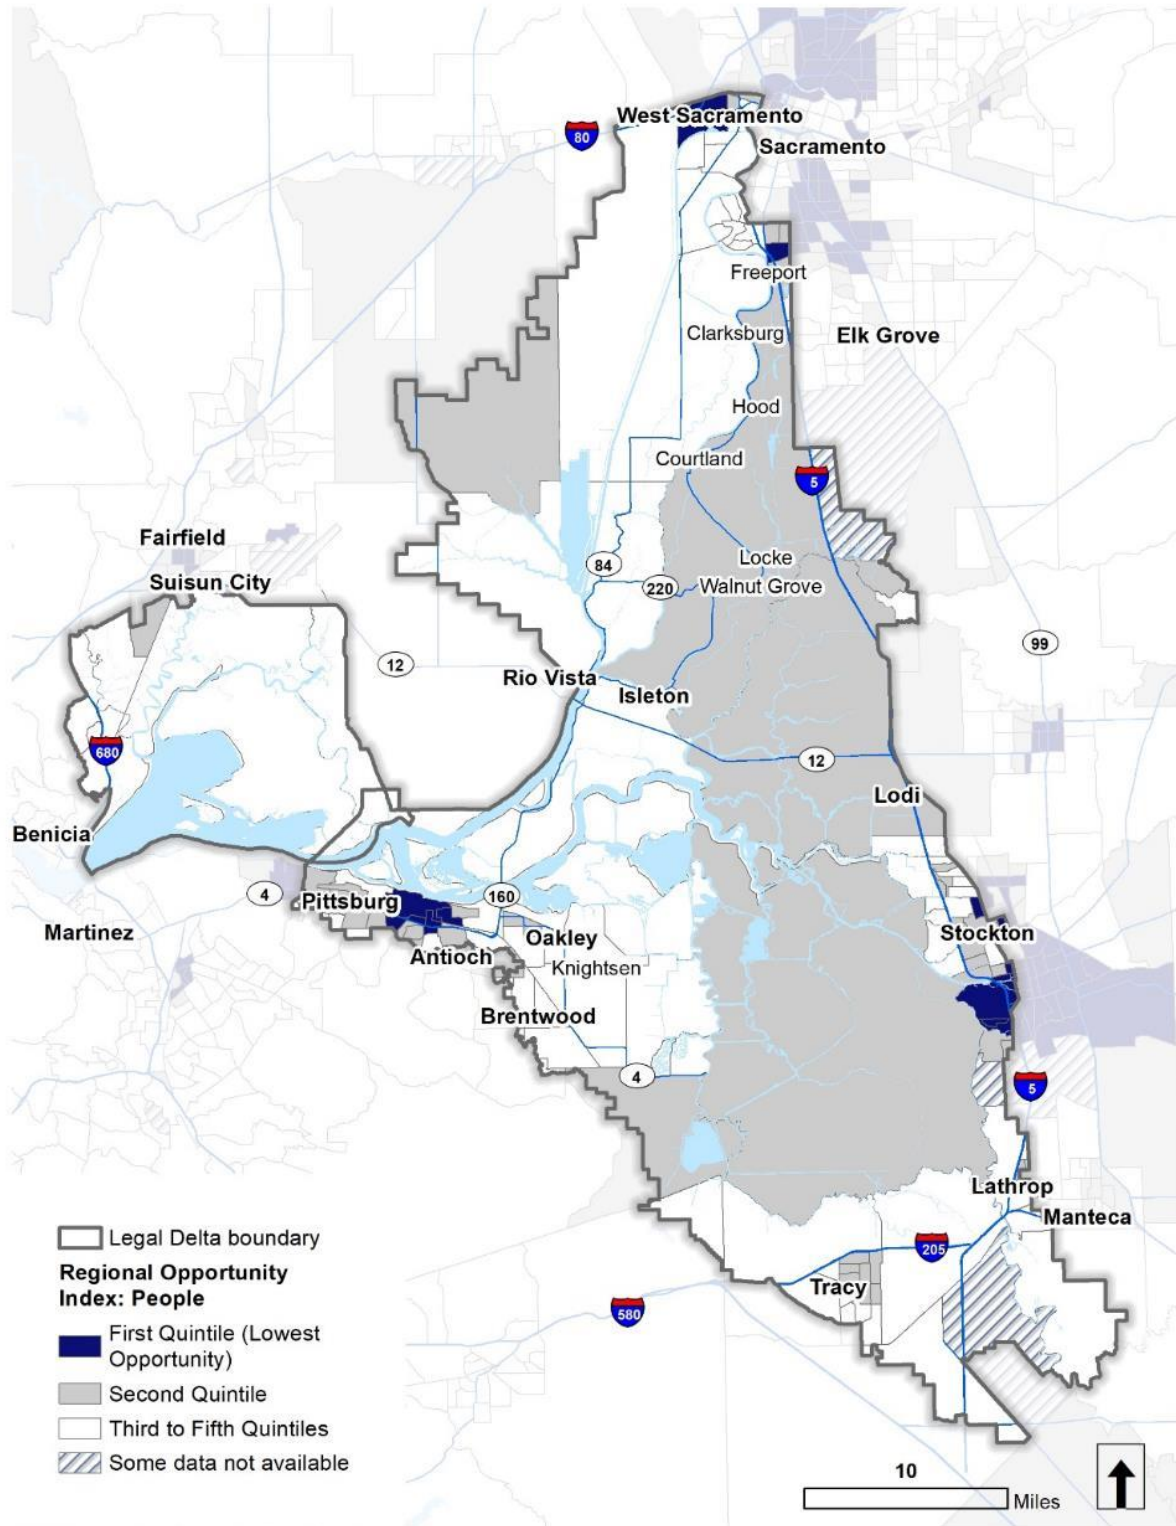 West Sacramento
80
Sacramento
Freeport
Clarksburg
Elk Grove
Hood
Courtland
5
Fairfield
Locke
84
Suisun City
Walnut Grove
220
99
12
Rio Vista
Isleton
680
12
Lodi
Benicia
4
160
Pittsburg
Martinez
Oakley
Stockton
Antioch
Knightsen
Brentwood
4
5
Lathrop
Manteca
205
Tracy
580
Legal Delta boundary
Regional Opportunity
Index: People
First Quintile (Lowest
Opportunity)
Second Quintile
Third to Fifth Quintiles
Some data not available
10
Miles